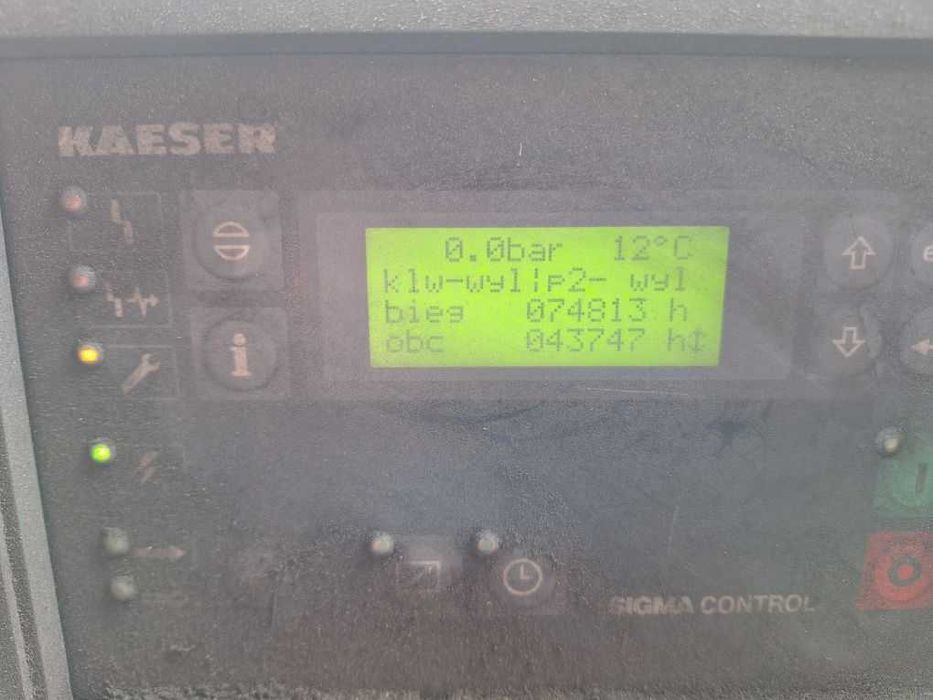 KAESER
0.0bar 12°C
klw-wyl¦p2- wyl
bieg 074813 h
obc 043747 h↕
SIGMA CONTROL